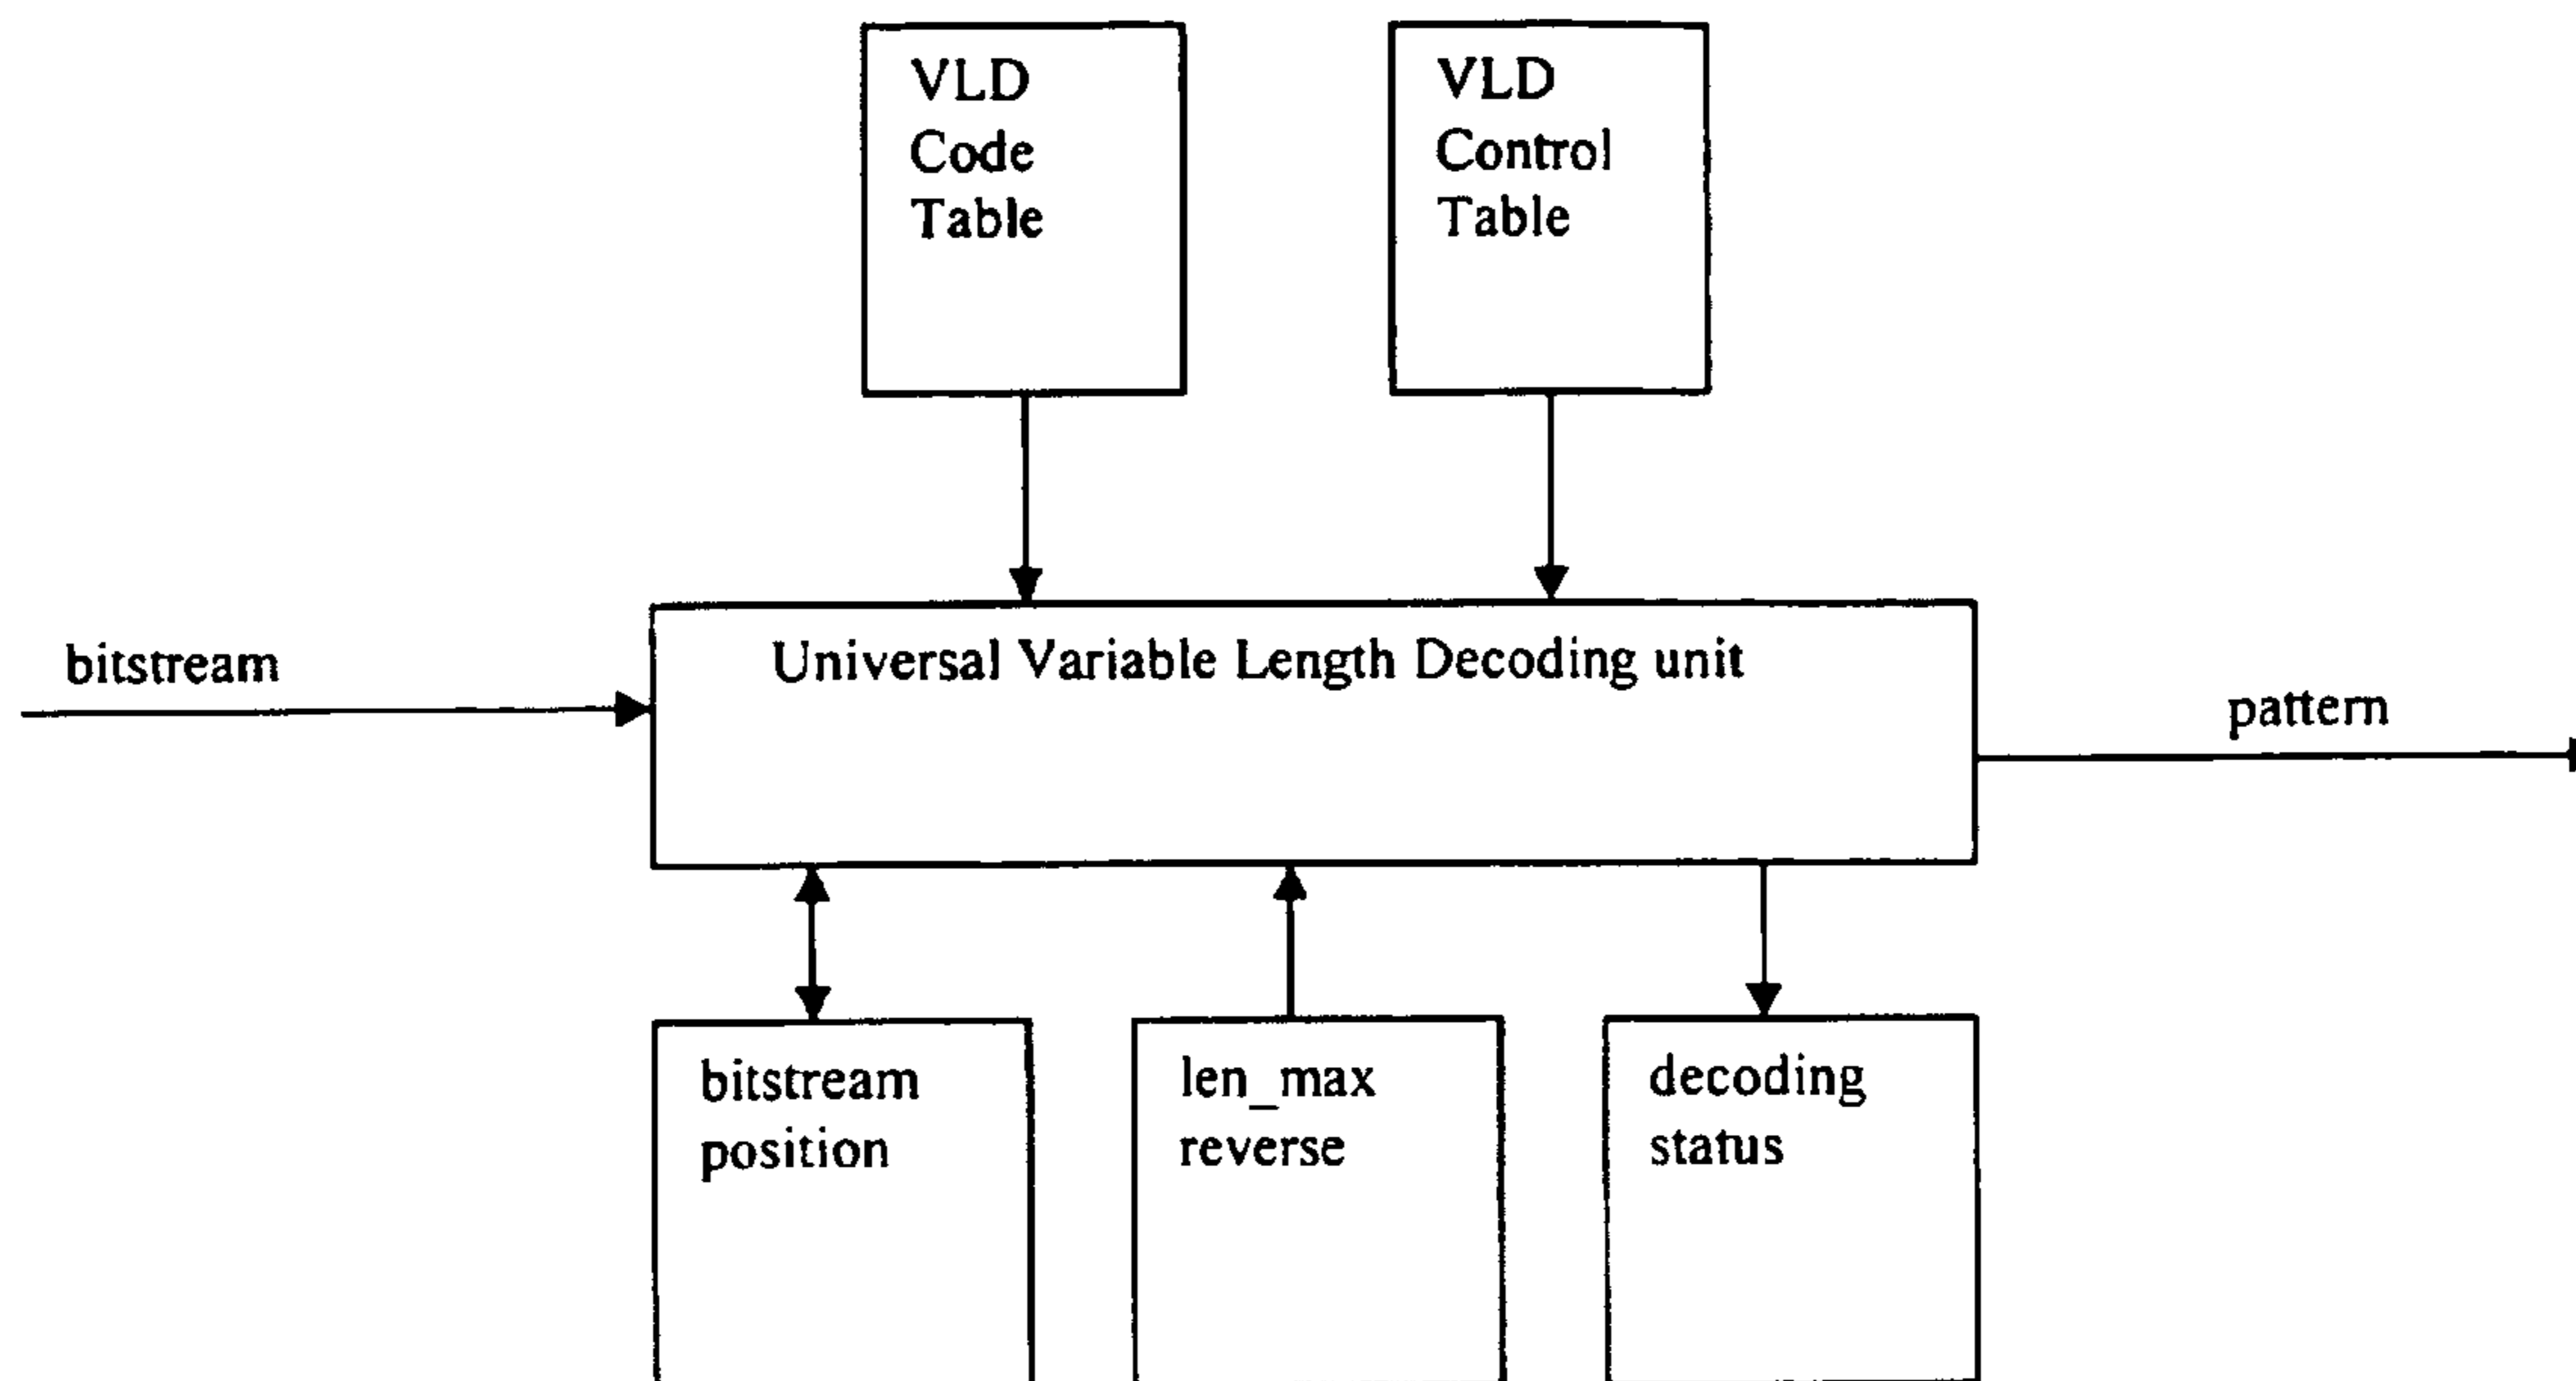 VLD
Code
Table
VLD
Control
Table
bitstream
Universal Variable Length Decoding unit
pattern
bitstream
position
len_max
reverse
decoding
status